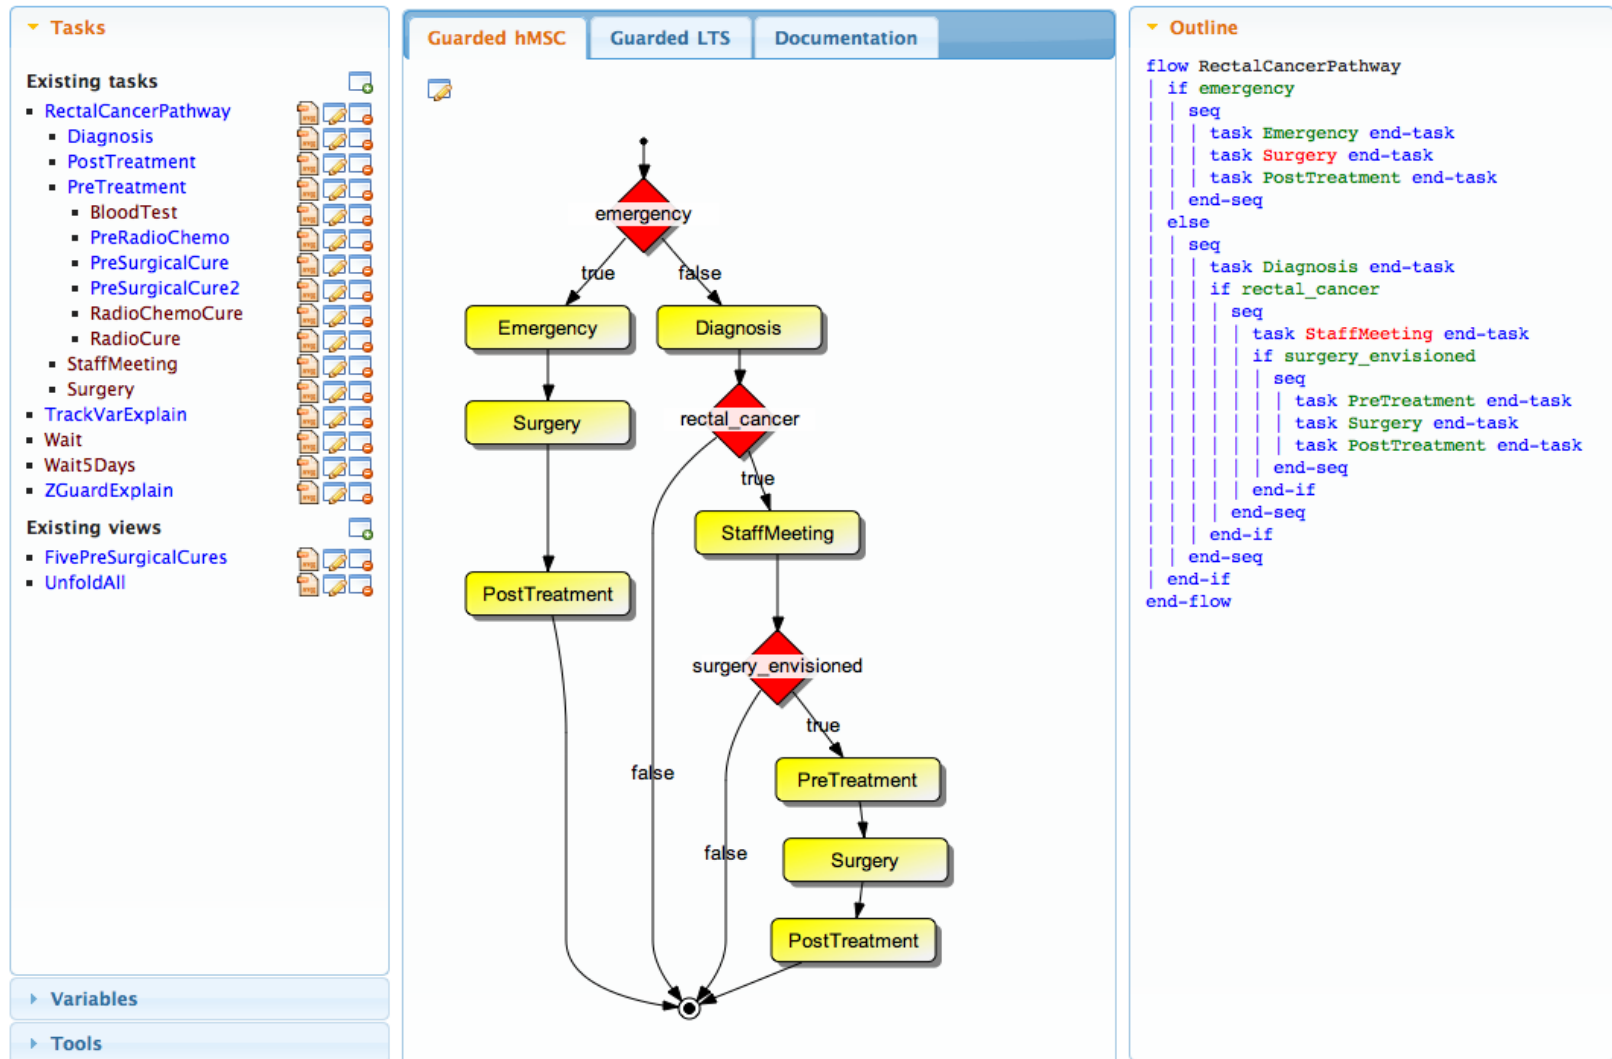 Tasks
Existing tasks
RectalCancerPathway
Diagnosis
PostTreatment
PreTreatment
BloodTest
PreRadioChemo
PreSurgicalCure
PreSurgicalCure2
RadioChemoCure
RadioCure
StaffMeeting
Surgery
TrackVarExplain
Wait
Wait5Days
ZGuardExplain
Existing views
FivePreSurgicalCures
UnfoldAll
Variables
Tools
Guarded hMSC
Guarded LTS
Documentation
emergency
true
false
Emergency
Diagnosis
Surgery
rectal_cancer
true
StaffMeeting
PostTreatment
surgery_envisioned
true
false
PreTreatment
false
Surgery
PostTreatment
Outline
flow RectalCancerPathway
if emergency
seq
task Emergency end-task
task Surgery end-task
task PostTreatment end-task
end-seq
else
seq
task Diagnosis end-task
if rectal_cancer
seq
task StaffMeeting end-task
if surgery_envisioned
seq
task PreTreatment end-task
task Surgery end-task
task PostTreatment end-task
end-seq
end-if
end-seq
end-if
end-seq
end-if
end-flow